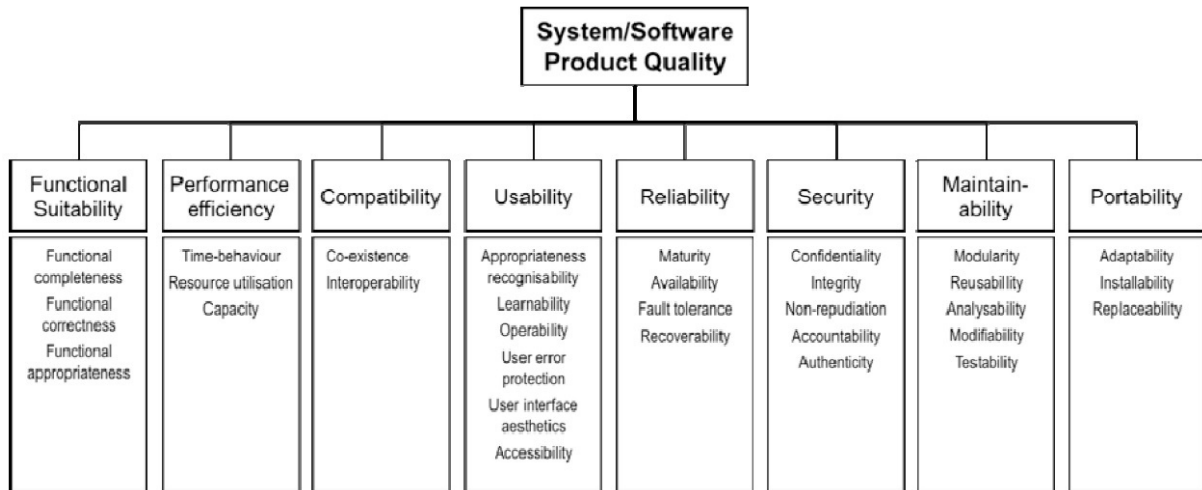 System/Software
Product Quality
Functional
Suitability
Performance
efficiency
Compatibility
Usability
Reliability
Security
Maintain-
ability
Portability
Functional
completeness
Functional
correctness
Functional
appropriateness
Time-behaviour
Resource utilisation
Capacity
Co-existence
Interoperability
Appropriateness
recognisability
Learnability
Operability
User error
protection
User interface
aesthetics
Accessibility
Maturity
Availability
Fault tolerance
Recoverability
Confidentiality
Integrity
Non-repudiation
Accountability
Authenticity
Modularity
Reusability
Analysability
Modifiability
Testability
Adaptability
Installability
Replaceability